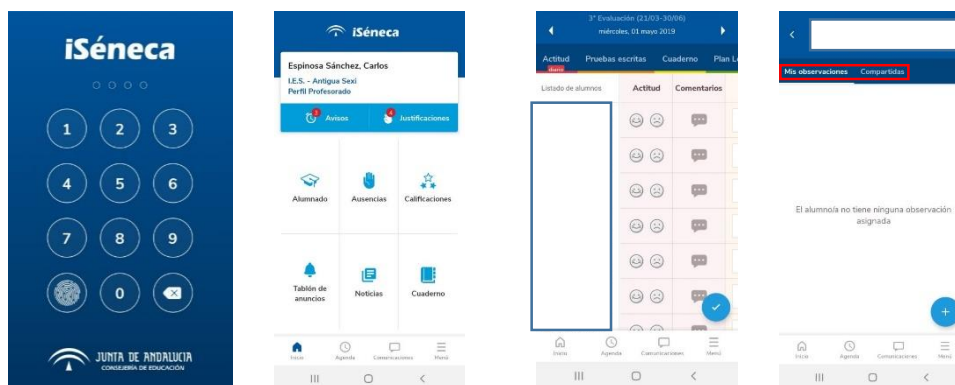 iSéneca
1 2 3
4 5 6
7 8 9
0
JUNTA DE ANDALUCIA
CONSEJERÍA DE EDUCACIÓN
iSéneca
Espinosa Sánchez, Carlos
I.E.S. - Antigua Sexi
Perfil Profesorado
2 Avisos 4 Justificaciones
Alumnado Ausencias Calificaciones
Tablón de anuncios Noticias Cuaderno
Inicio Agenda Comunicaciones Menú
3ª Evaluación (21/03-30/06)
miércoles, 01 mayo 2019
Actitud Pruebas escritas Cuaderno Plan L
diario
Listado de alumnos Actitud Comentarios
Inicio Agenda Comunicaciones Menú
Mis observaciones Compartidas
El alumno/a no tiene ninguna observación
asignada
Inicio Agenda Comunicaciones Menú